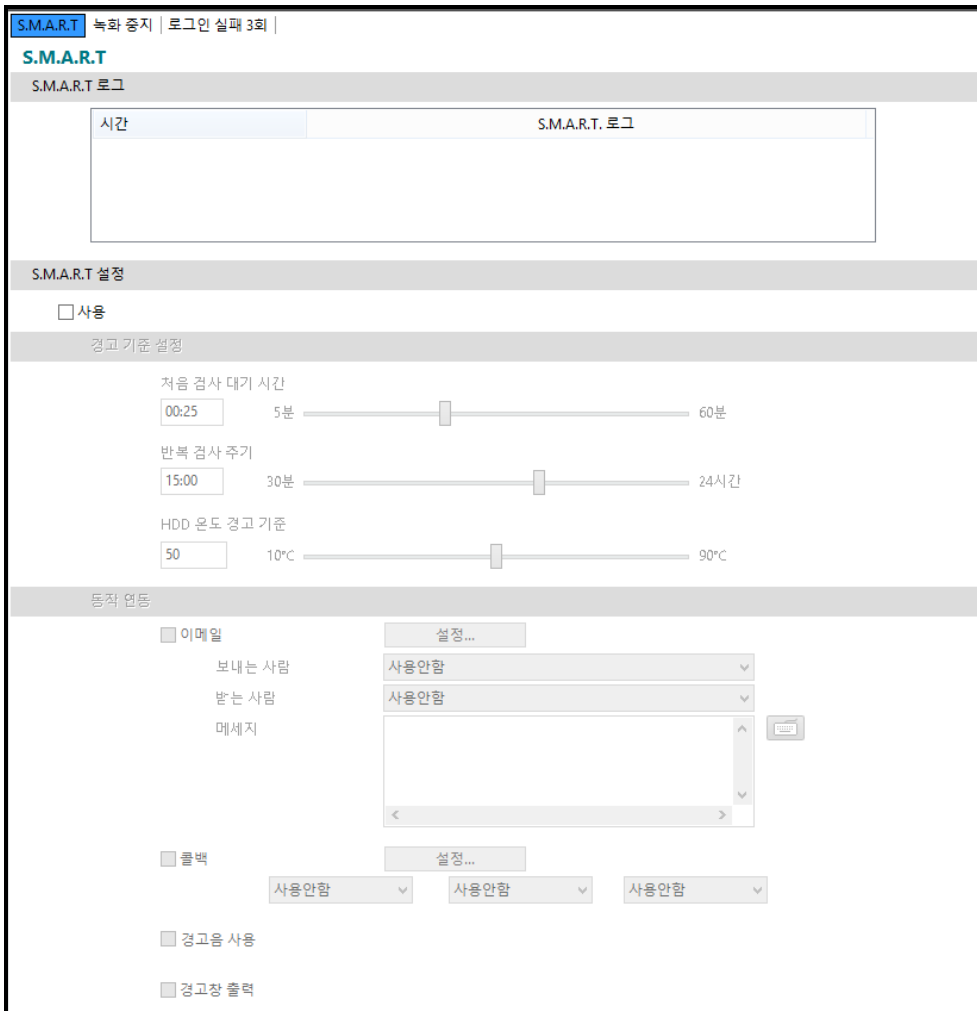 S.M.A.R.T 녹화 중지 로그인 실패 3회
S.M.A.R.T
S.M.A.R.T 로그
시간 S.M.A.R.T. 로그
S.M.A.R.T 설정
사용
경고 기준 설정
처음 검사 대기 시간
00:25 5분 60분
반복 검사 주기
15:00 30분 24시간
HDD 온도 경고 기준
50 10℃ 90℃
동작 연동
이메일 설정...
보내는 사람 사용안함
받는 사람 사용안함
메세지
콜백 설정...
사용안함 사용안함 사용안함
경고음 사용
경고창 출력